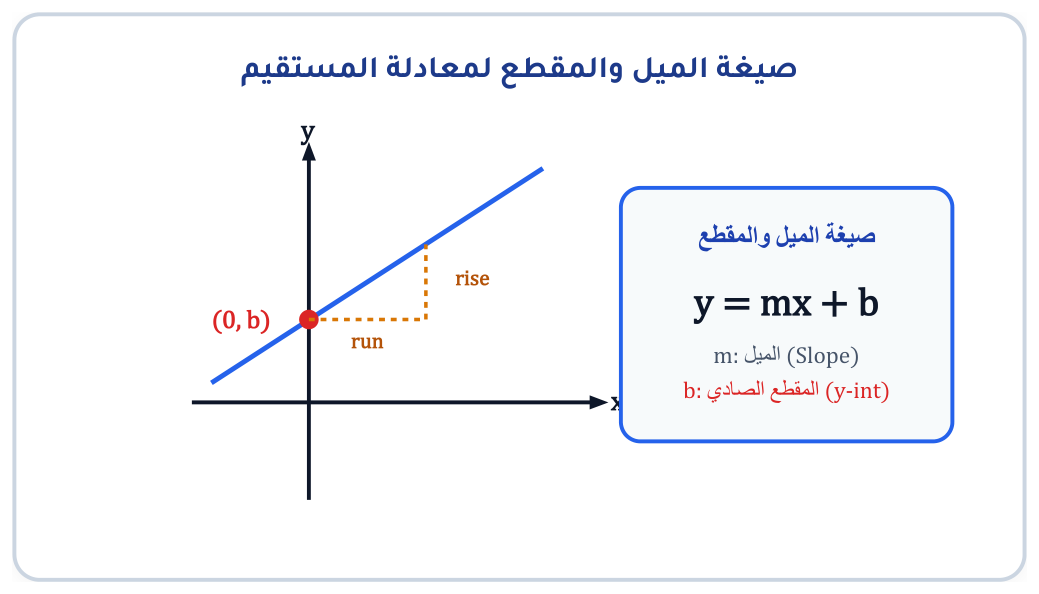 صيغة الميل والمقطع لمعادلة المستقيم
y
rise
(0, b)
run
x
صيغة الميل والمقطع
y = mx + b
m: الميل (Slope)
b: المقطع الصادي (y-int)